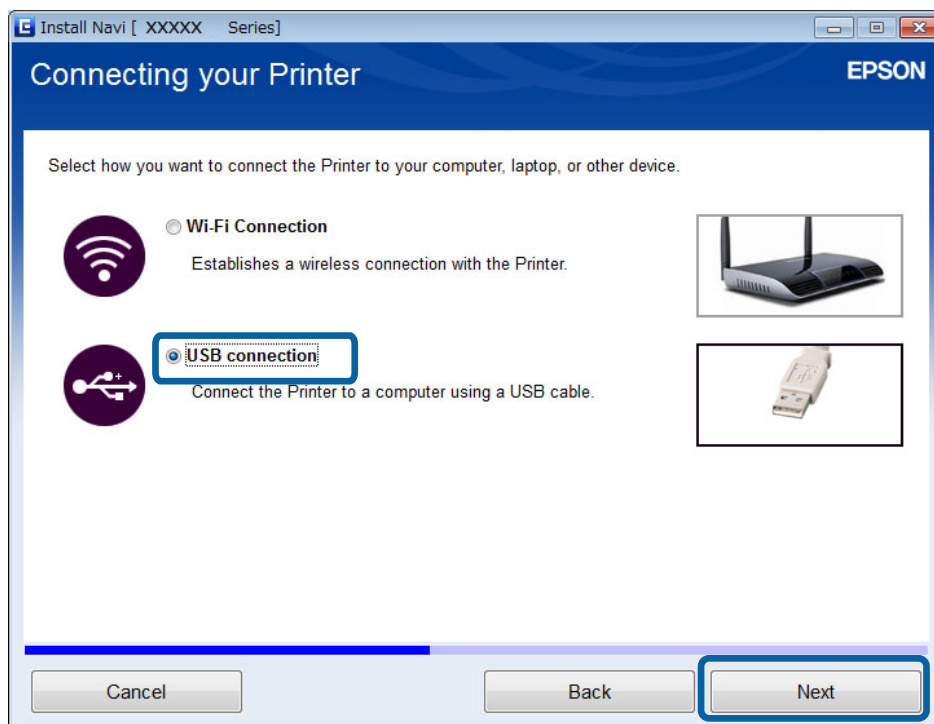 Install Navi [ XXXXX Series]
Connecting your Printer
EPSON
Select how you want to connect the Printer to your computer, laptop, or other device.
Wi-Fi Connection
Establishes a wireless connection with the Printer.
USB connection
Connect the Printer to a computer using a USB cable.
Cancel
Back
Next